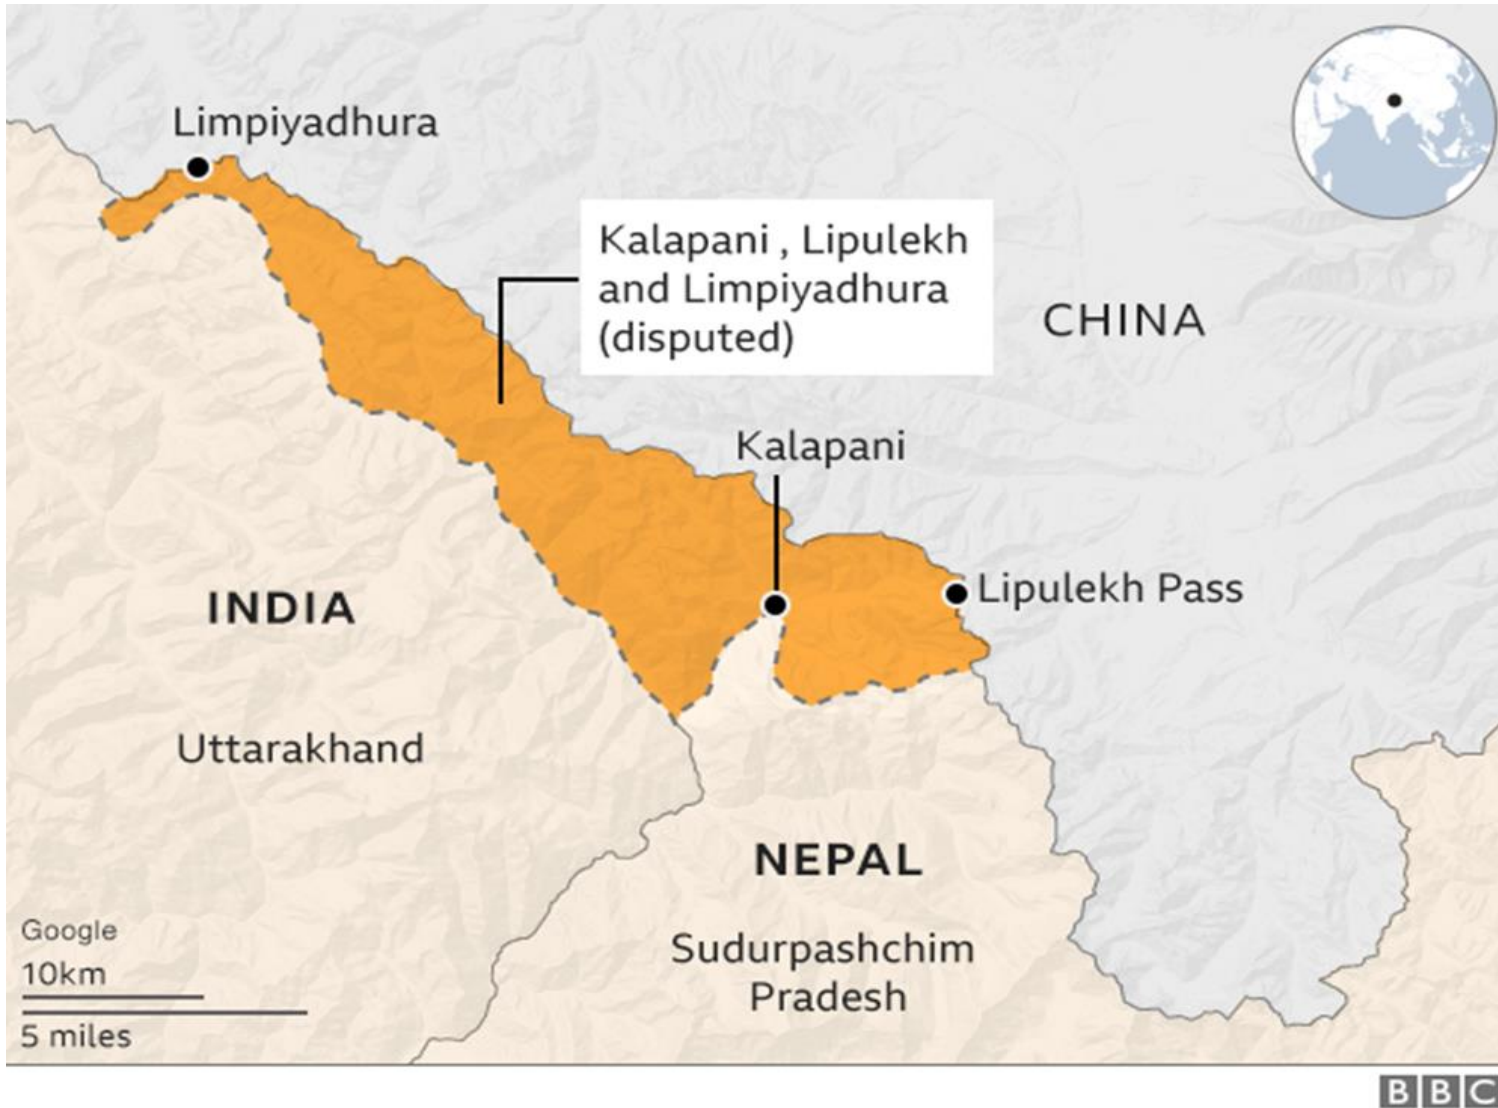 Limpiyadhura
Kalapani , Lipulekh
and Limpiyadhura
(disputed)
CHINA
Kalapani
Lipulekh Pass
INDIA
Uttarakhand
NEPAL
Sudurpashchim
Pradesh
Google
10km
5 miles
BBC